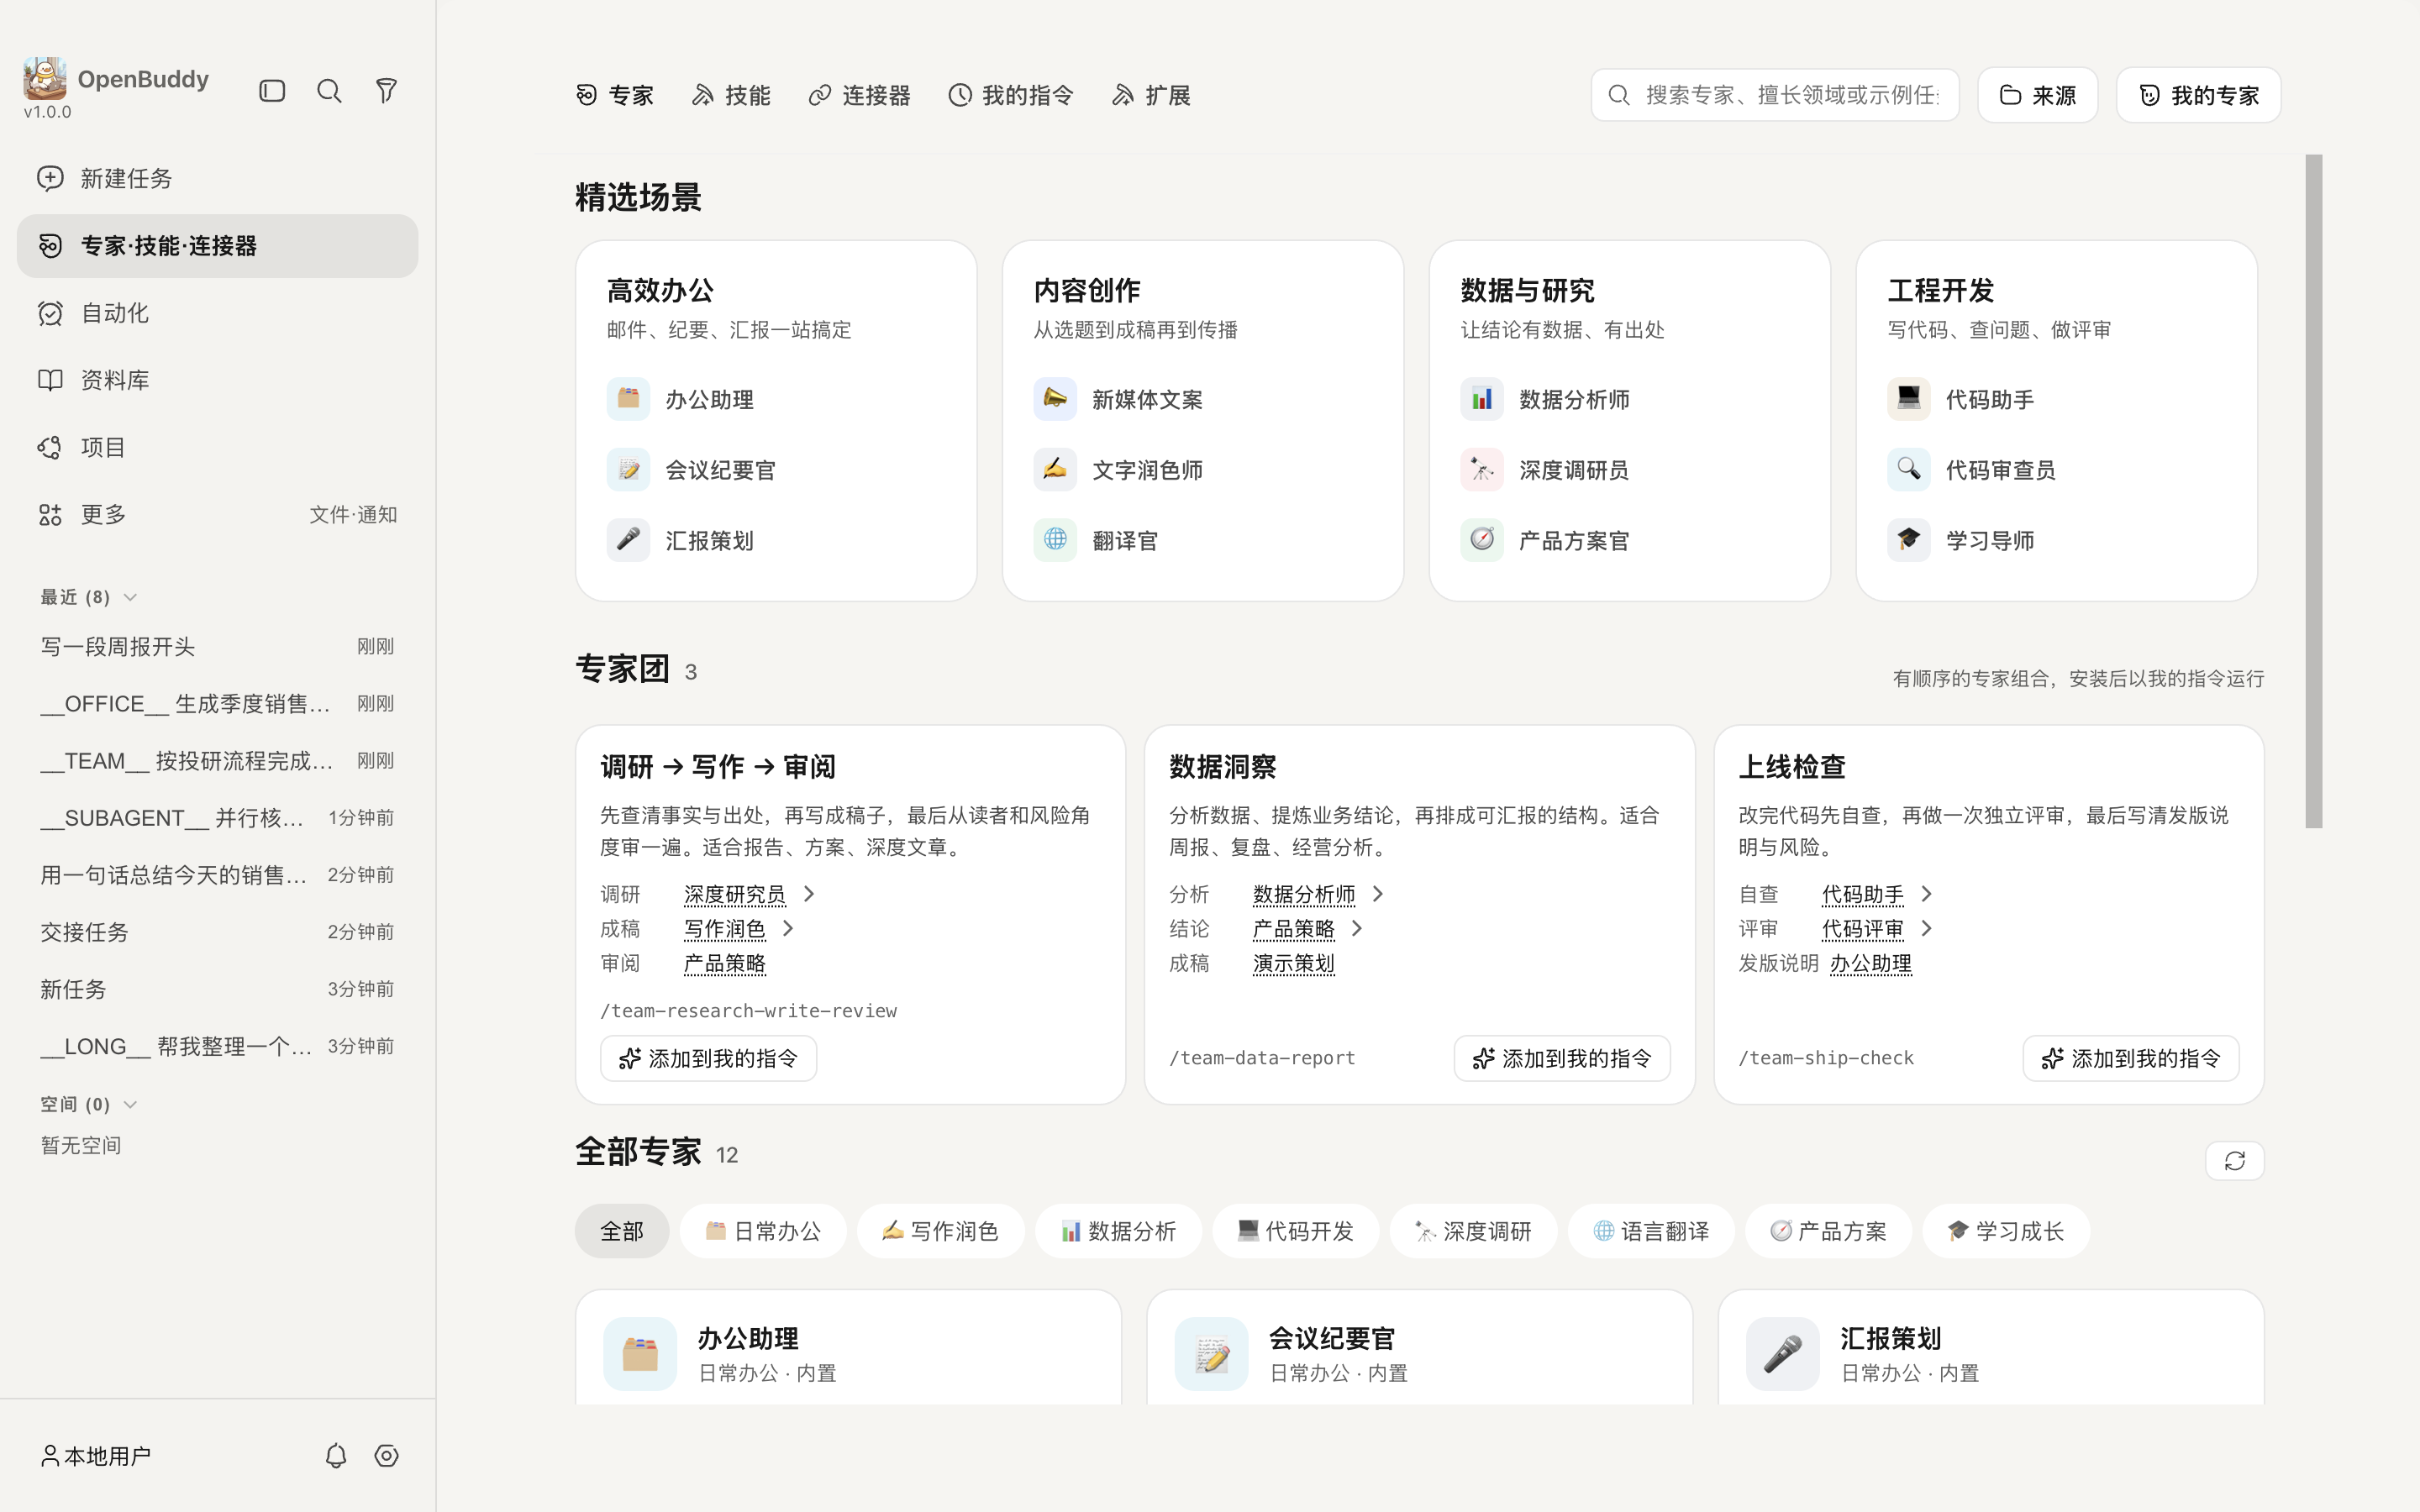 OpenBuddy
v1.0.0
新建任务
专家·技能·连接器
自动化
资料库
项目
更多 文件·通知
最近 (8)
写一段周报开头 刚刚
__OFFICE__ 生成季度销售… 刚刚
__TEAM__ 按投研流程完成… 刚刚
__SUBAGENT__ 并行核… 1分钟前
用一句话总结今天的销售… 2分钟前
交接任务 2分钟前
新任务 3分钟前
__LONG__ 帮我整理一个… 3分钟前
空间 (0)
暂无空间
本地用户
专家 技能 连接器 我的指令 扩展
搜索专家、擅长领域或示例任 来源 我的专家
精选场景
高效办公
邮件、纪要、汇报一站搞定
办公助理
会议纪要官
汇报策划
内容创作
从选题到成稿再到传播
新媒体文案
文字润色师
翻译官
数据与研究
让结论有数据、有出处
数据分析师
深度调研员
产品方案官
工程开发
写代码、查问题、做评审
代码助手
代码审查员
学习导师
专家团 3
有顺序的专家组合，安装后以我的指令运行
调研 → 写作 → 审阅
先查清事实与出处，再写成稿子，最后从读者和风险角
度审一遍。适合报告、方案、深度文章。
调研 深度研究员
成稿 写作润色
审阅 产品策略
/team-research-write-review
添加到我的指令
数据洞察
分析数据、提炼业务结论，再排成可汇报的结构。适合
周报、复盘、经营分析。
分析 数据分析师
结论 产品策略
成稿 演示策划
/team-data-report 添加到我的指令
上线检查
改完代码先自查，再做一次独立评审，最后写清发版说
明与风险。
自查 代码助手
评审 代码评审
发版说明 办公助理
/team-ship-check 添加到我的指令
全部专家 12
全部 日常办公 写作润色 数据分析 代码开发 深度调研 语言翻译 产品方案 学习成长
办公助理
日常办公 · 内置
会议纪要官
日常办公 · 内置
汇报策划
日常办公 · 内置